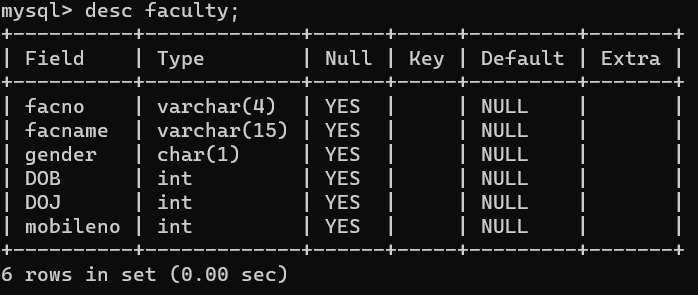 mysql> desc faculty;
+----------+-------------+------+-----+---------+-------+
| Field    | Type        | Null | Key | Default | Extra |
+----------+-------------+------+-----+---------+-------+
| facno    | varchar(4)  | YES  |     | NULL    |       |
| facname  | varchar(15) | YES  |     | NULL    |       |
| gender   | char(1)     | YES  |     | NULL    |       |
| DOB      | int         | YES  |     | NULL    |       |
| DOJ      | int         | YES  |     | NULL    |       |
| mobileno | int         | YES  |     | NULL    |       |
+----------+-------------+------+-----+---------+-------+
6 rows in set (0.00 sec)